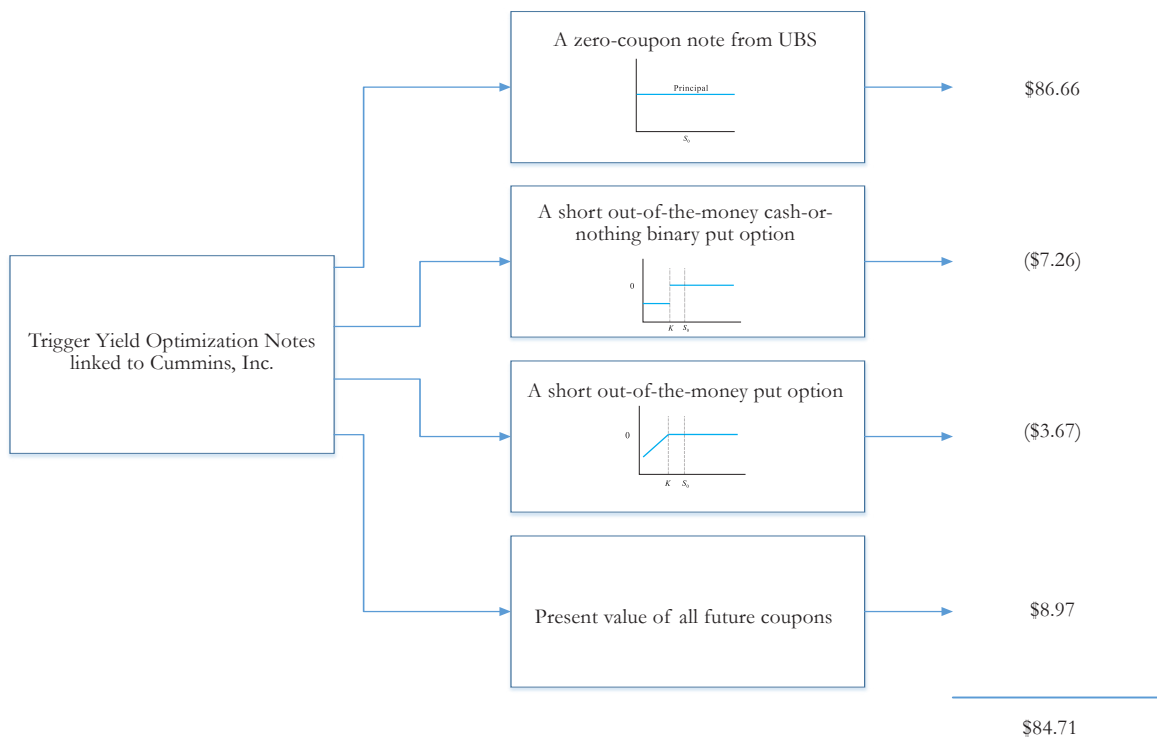 A zero-coupon note from UBS
Principal
S0
$86.66
A short out-of-the-money cash-or-
nothing binary put option
0
K S0
($7.26)
Trigger Yield Optimization Notes
linked to Cummins, Inc.
A short out-of-the-money put option
0
K S0
($3.67)
Present value of all future coupons
$8.97
$84.71